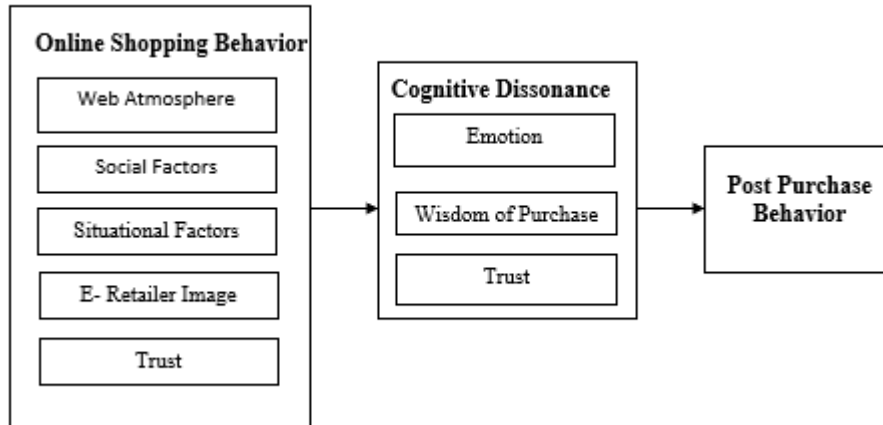 Online Shopping Behavior
Web Atmosphere
Social Factors
Situational Factors
E- Retailer Image
Trust
Cognitive Dissonance
Emotion
Wisdom of Purchase
Trust
Post Purchase
Behavior